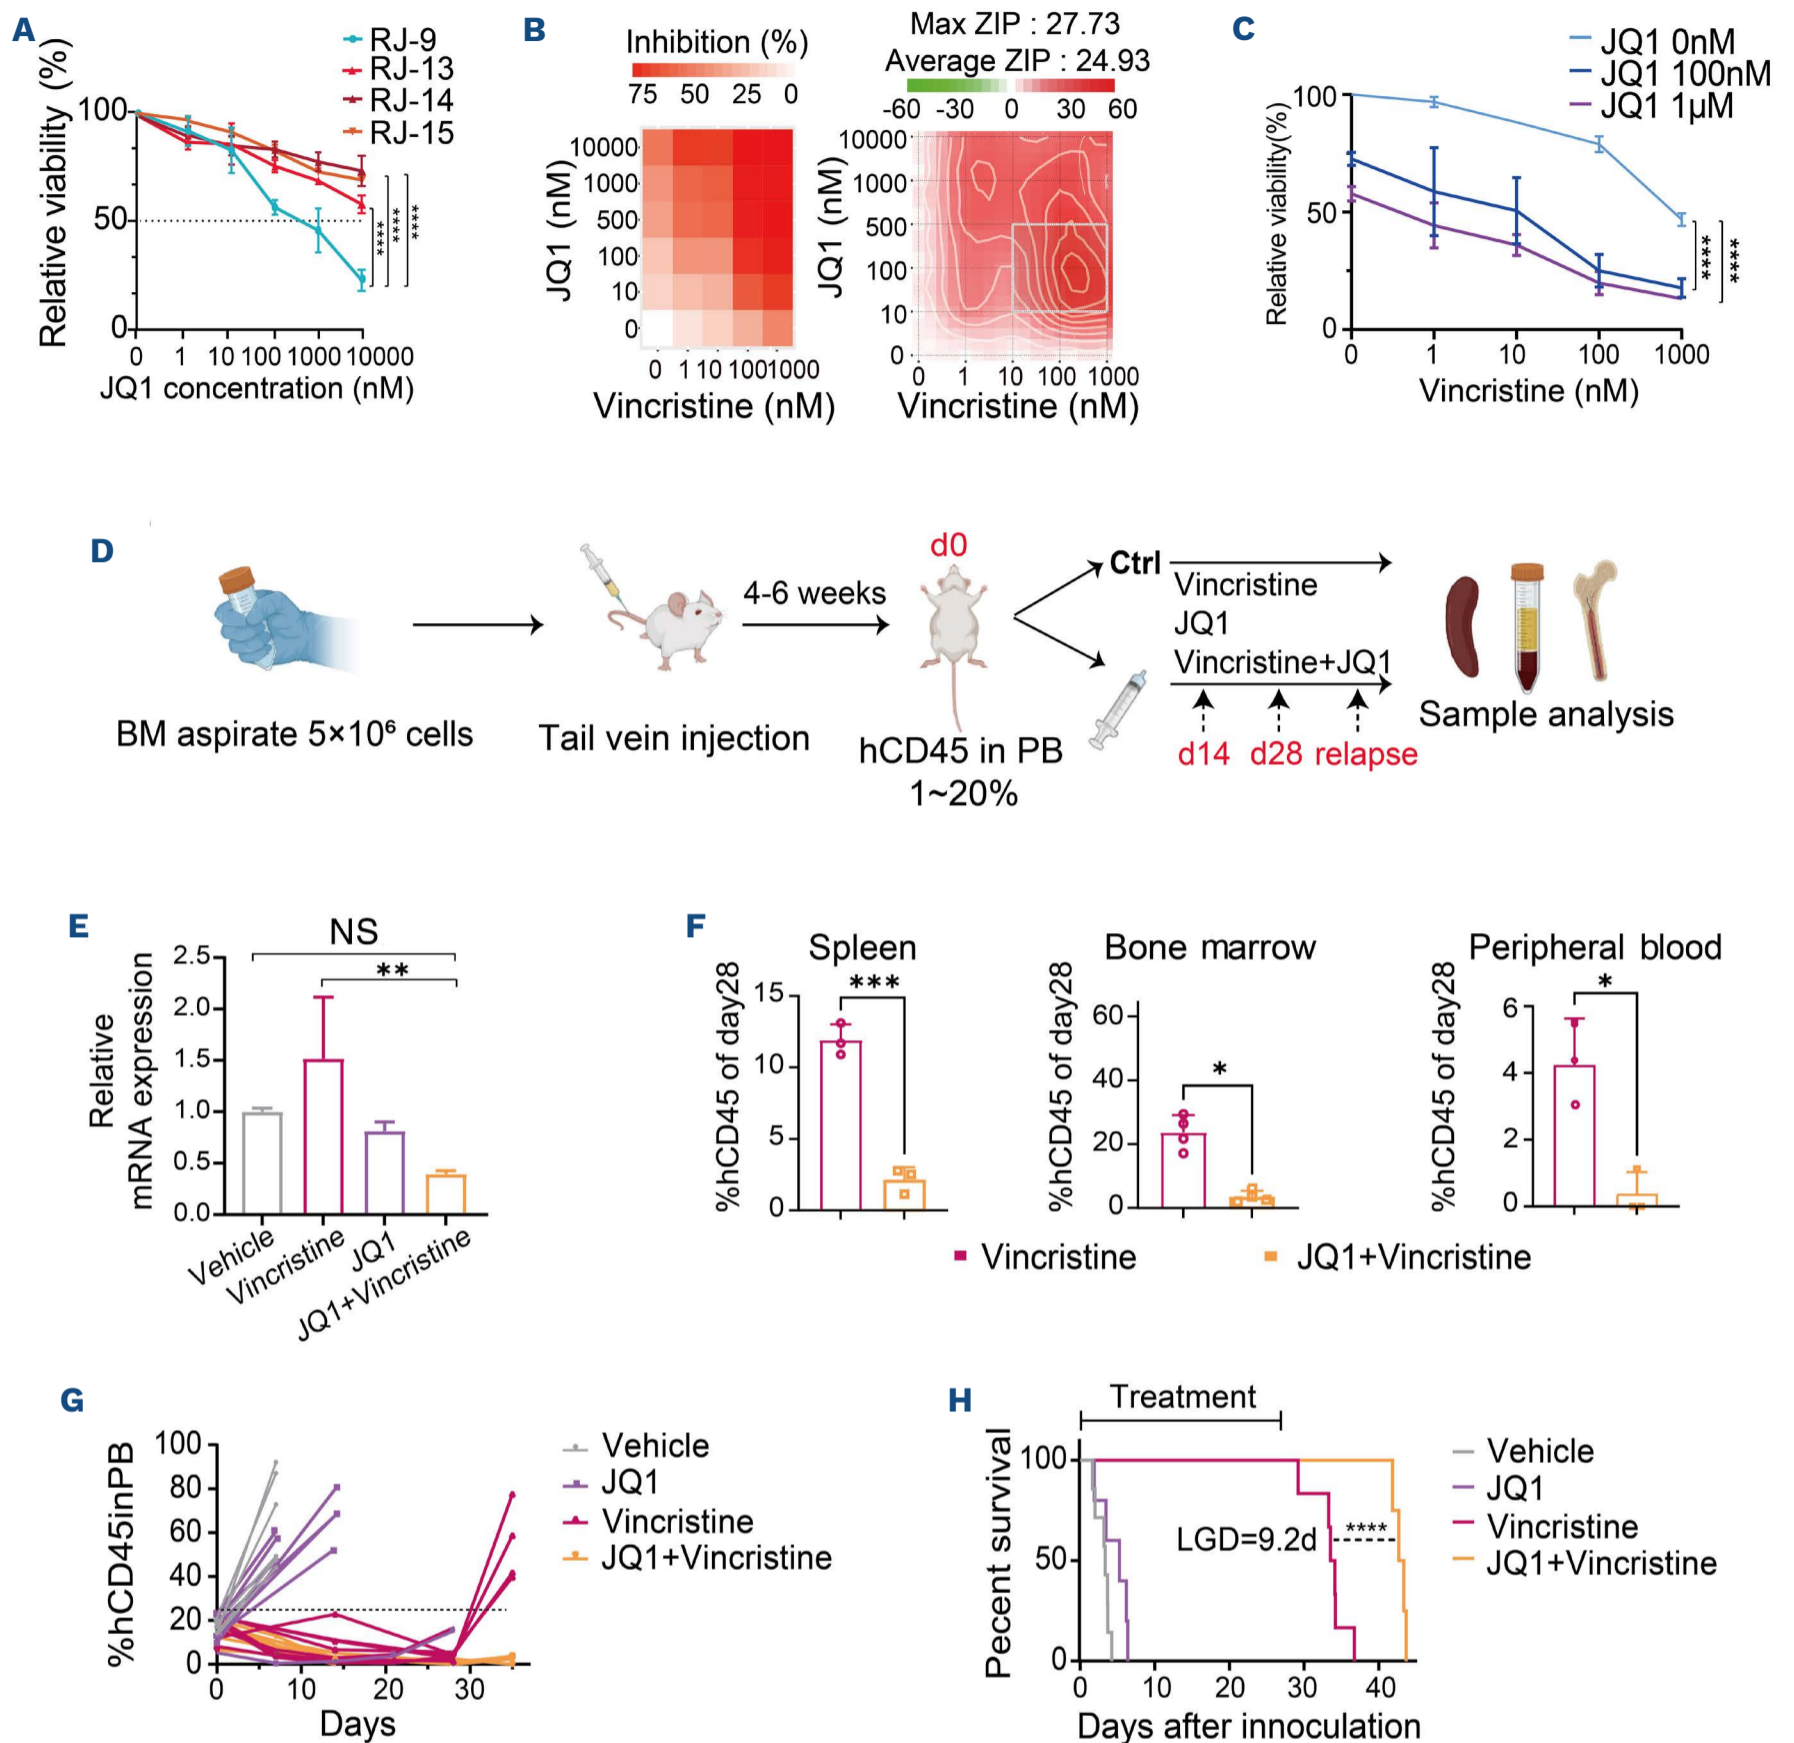 A
Relative viability (%)
100
50
0
0 1 10 100 1000 10000
JQ1 concentration (nM)
RJ-9
RJ-13
RJ-14
RJ-15
****
****
****
B
Inhibition (%)
75 50 25 0
JQ1 (nM)
10000
1000
500
100
10
0
0 1 10 100 1000
Vincristine (nM)
Max ZIP : 27.73
Average ZIP : 24.93
-60 -30 0 30 60
JQ1 (nM)
10000
1000
500
100
10
0
0 1 10 100 1000
Vincristine (nM)
C
JQ1 0nM
JQ1 100nM
JQ1 1μM
Relative viability(%)
100
50
0
0 1 10 100 1000
Vincristine (nM)
****
****
D
BM aspirate 5×10⁶ cells
Tail vein injection
4-6 weeks
d0
hCD45 in PB
1~20%
Ctrl
Vincristine
JQ1
Vincristine+JQ1
d14 d28 relapse
Sample analysis
E
NS
**
Relative
mRNA expression
2.5
2.0
1.5
1.0
0.5
0.0
Vehicle
Vincristine
JQ1
JQ1+Vincristine
F
Spleen
***
%hCD45 of day28
15
10
5
0
Bone marrow
*
%hCD45 of day28
60
40
20
0
Peripheral blood
*
%hCD45 of day28
6
4
2
0
Vincristine
JQ1+Vincristine
G
%hCD45inPB
100
80
60
40
20
0
0 10 20 30
Days
Vehicle
JQ1
Vincristine
JQ1+Vincristine
H
Treatment
Pecent survival
100
50
0
LGD=9.2d
****
0 10 20 30 40
Days after innoculation
Vehicle
JQ1
Vincristine
JQ1+Vincristine